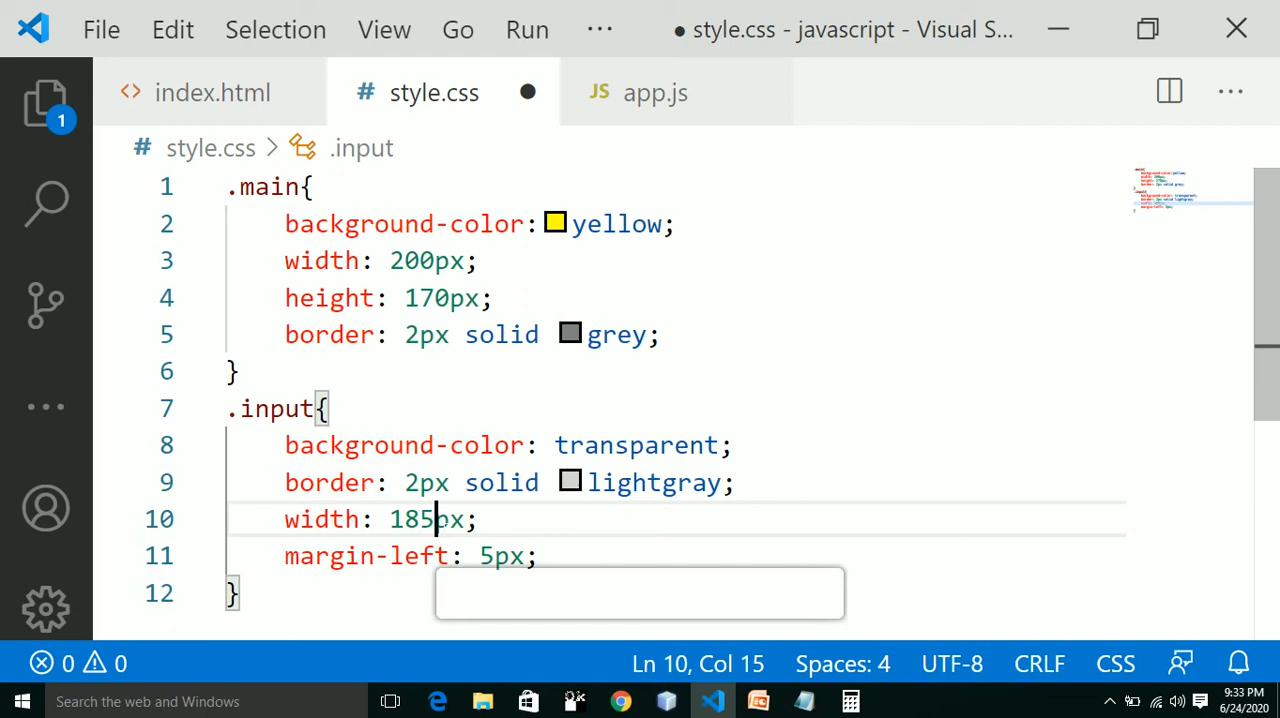 File Edit Selection View Go Run ··· ● style.css - javascript - Visual S...
<> index.html # style.css ● JS app.js ···
1
# style.css > .input
1 .main{
2 background-color: yellow;
3 width: 200px;
4 height: 170px;
5 border: 2px solid grey;
6 }
7 .input{
8 background-color: transparent;
9 border: 2px solid lightgray;
10 width: 185px;
11 margin-left: 5px;
12 }
0 0 Ln 10, Col 15 Spaces: 4 UTF-8 CRLF CSS
Search the web and Windows
9:33 PM
6/24/2020